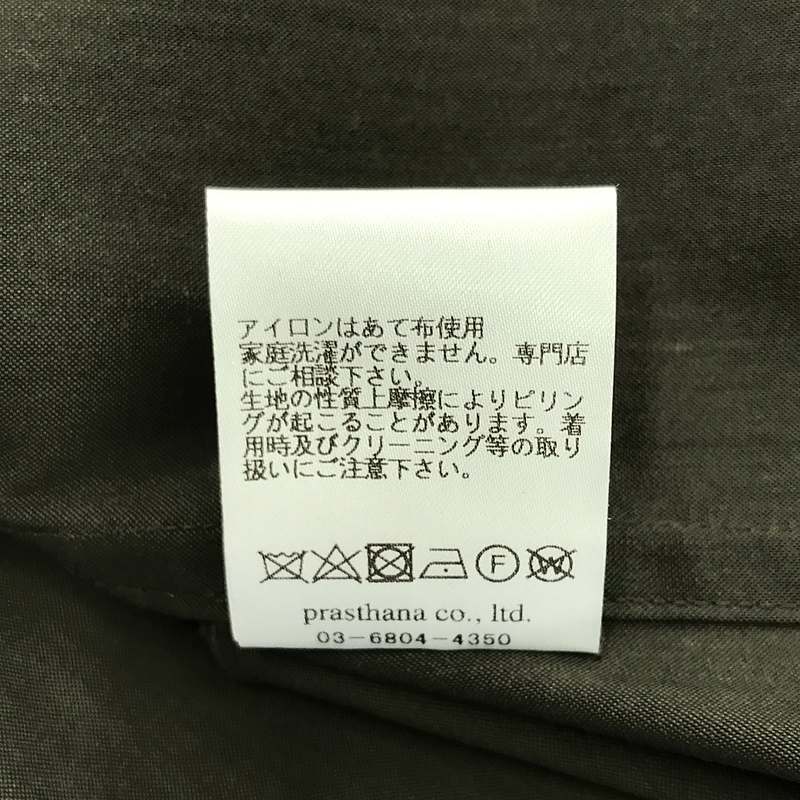 アイロンはあて布使用
家庭洗濯ができません。専門店
にご相談下さい。
生地の性質上摩擦によりピリン
グが起こることがあります。着
用時及びクリーニング等の取り
扱いにご注意下さい。
F W
prasthana co., ltd.
03-6804-4350